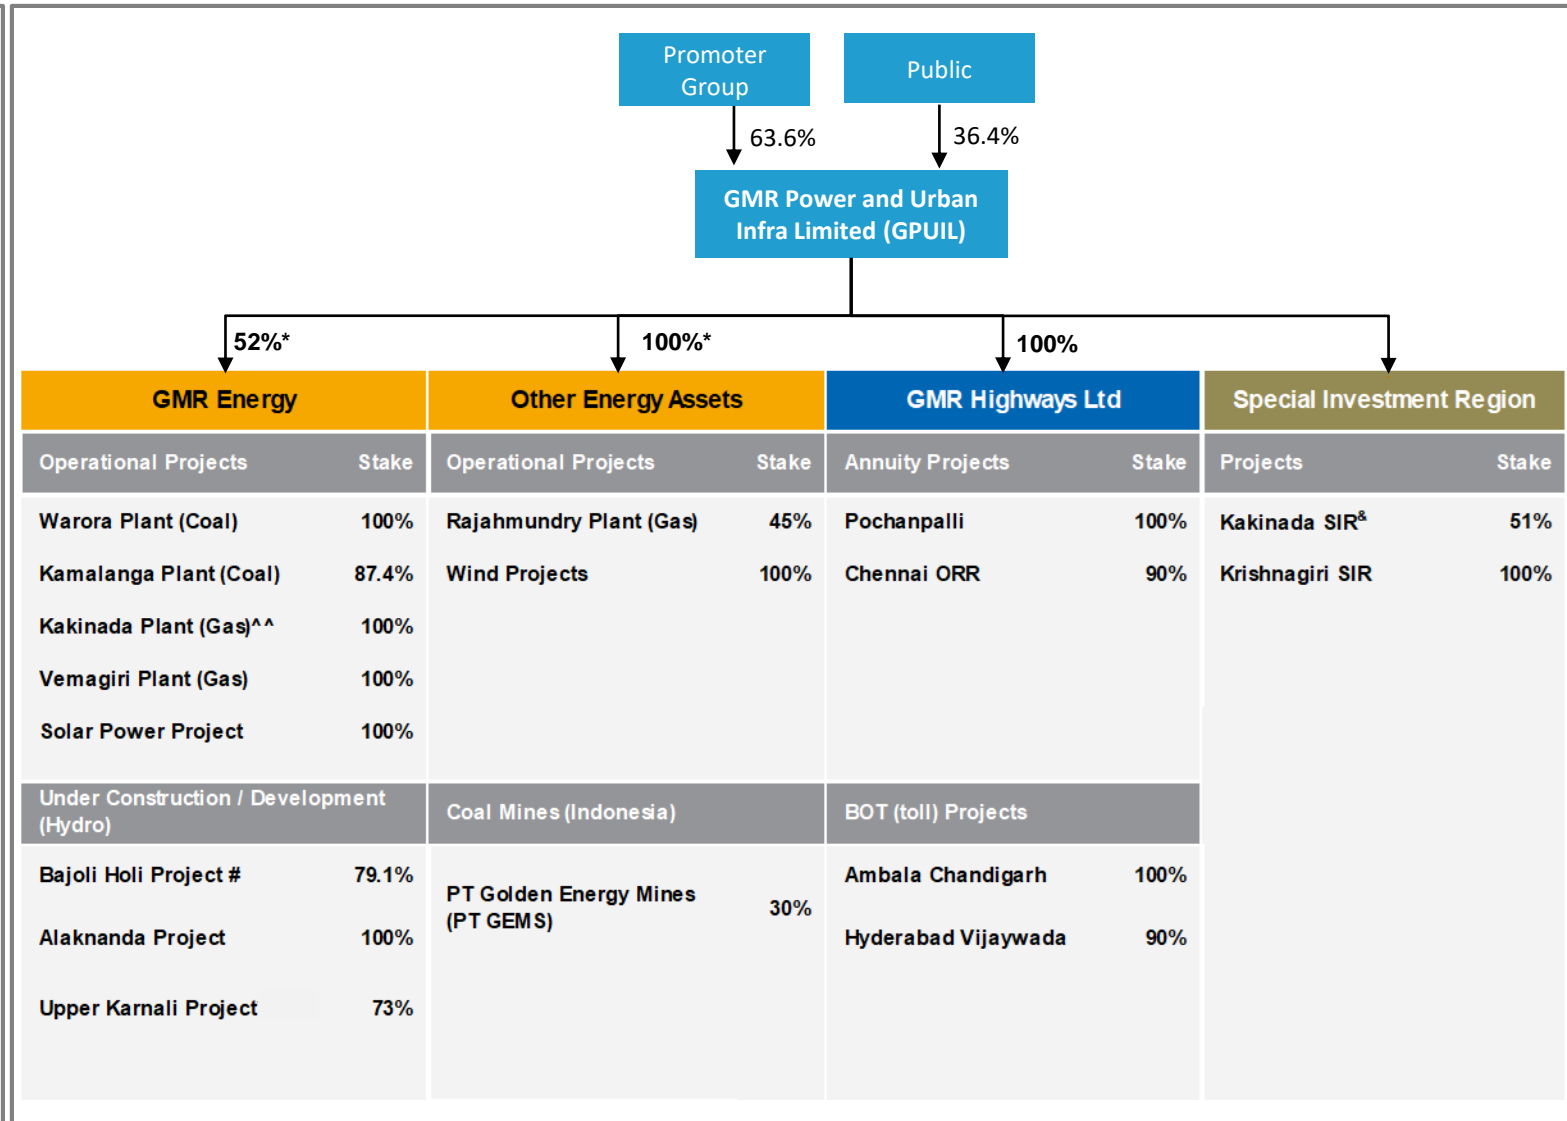 Promoter
Group
Public
63.6%
36.4%
GMR Power and Urban
Infra Limited (GPUIL)
52%*
100%*
100%
GMR Energy
Other Energy Assets
GMR Highways Ltd
Special Investment Region
Operational Projects Stake
Operational Projects Stake
Annuity Projects Stake
Projects Stake
Warora Plant (Coal) 100%
Rajahmundry Plant (Gas) 45%
Pochanpalli 100%
Kakinada SIR& 51%
Kamalanga Plant (Coal) 87.4%
Wind Projects 100%
Chennai ORR 90%
Krishnagiri SIR 100%
Kakinada Plant (Gas)^^ 100%
Vemagiri Plant (Gas) 100%
Solar Power Project 100%
Under Construction / Development
(Hydro)
Coal Mines (Indonesia)
BOT (toll) Projects
Bajoli Holi Project # 79.1%
PT Golden Energy Mines
(PT GEMS) 30%
Ambala Chandigarh 100%
Alaknanda Project 100%
Hyderabad Vijaywada 90%
Upper Karnali Project 73%